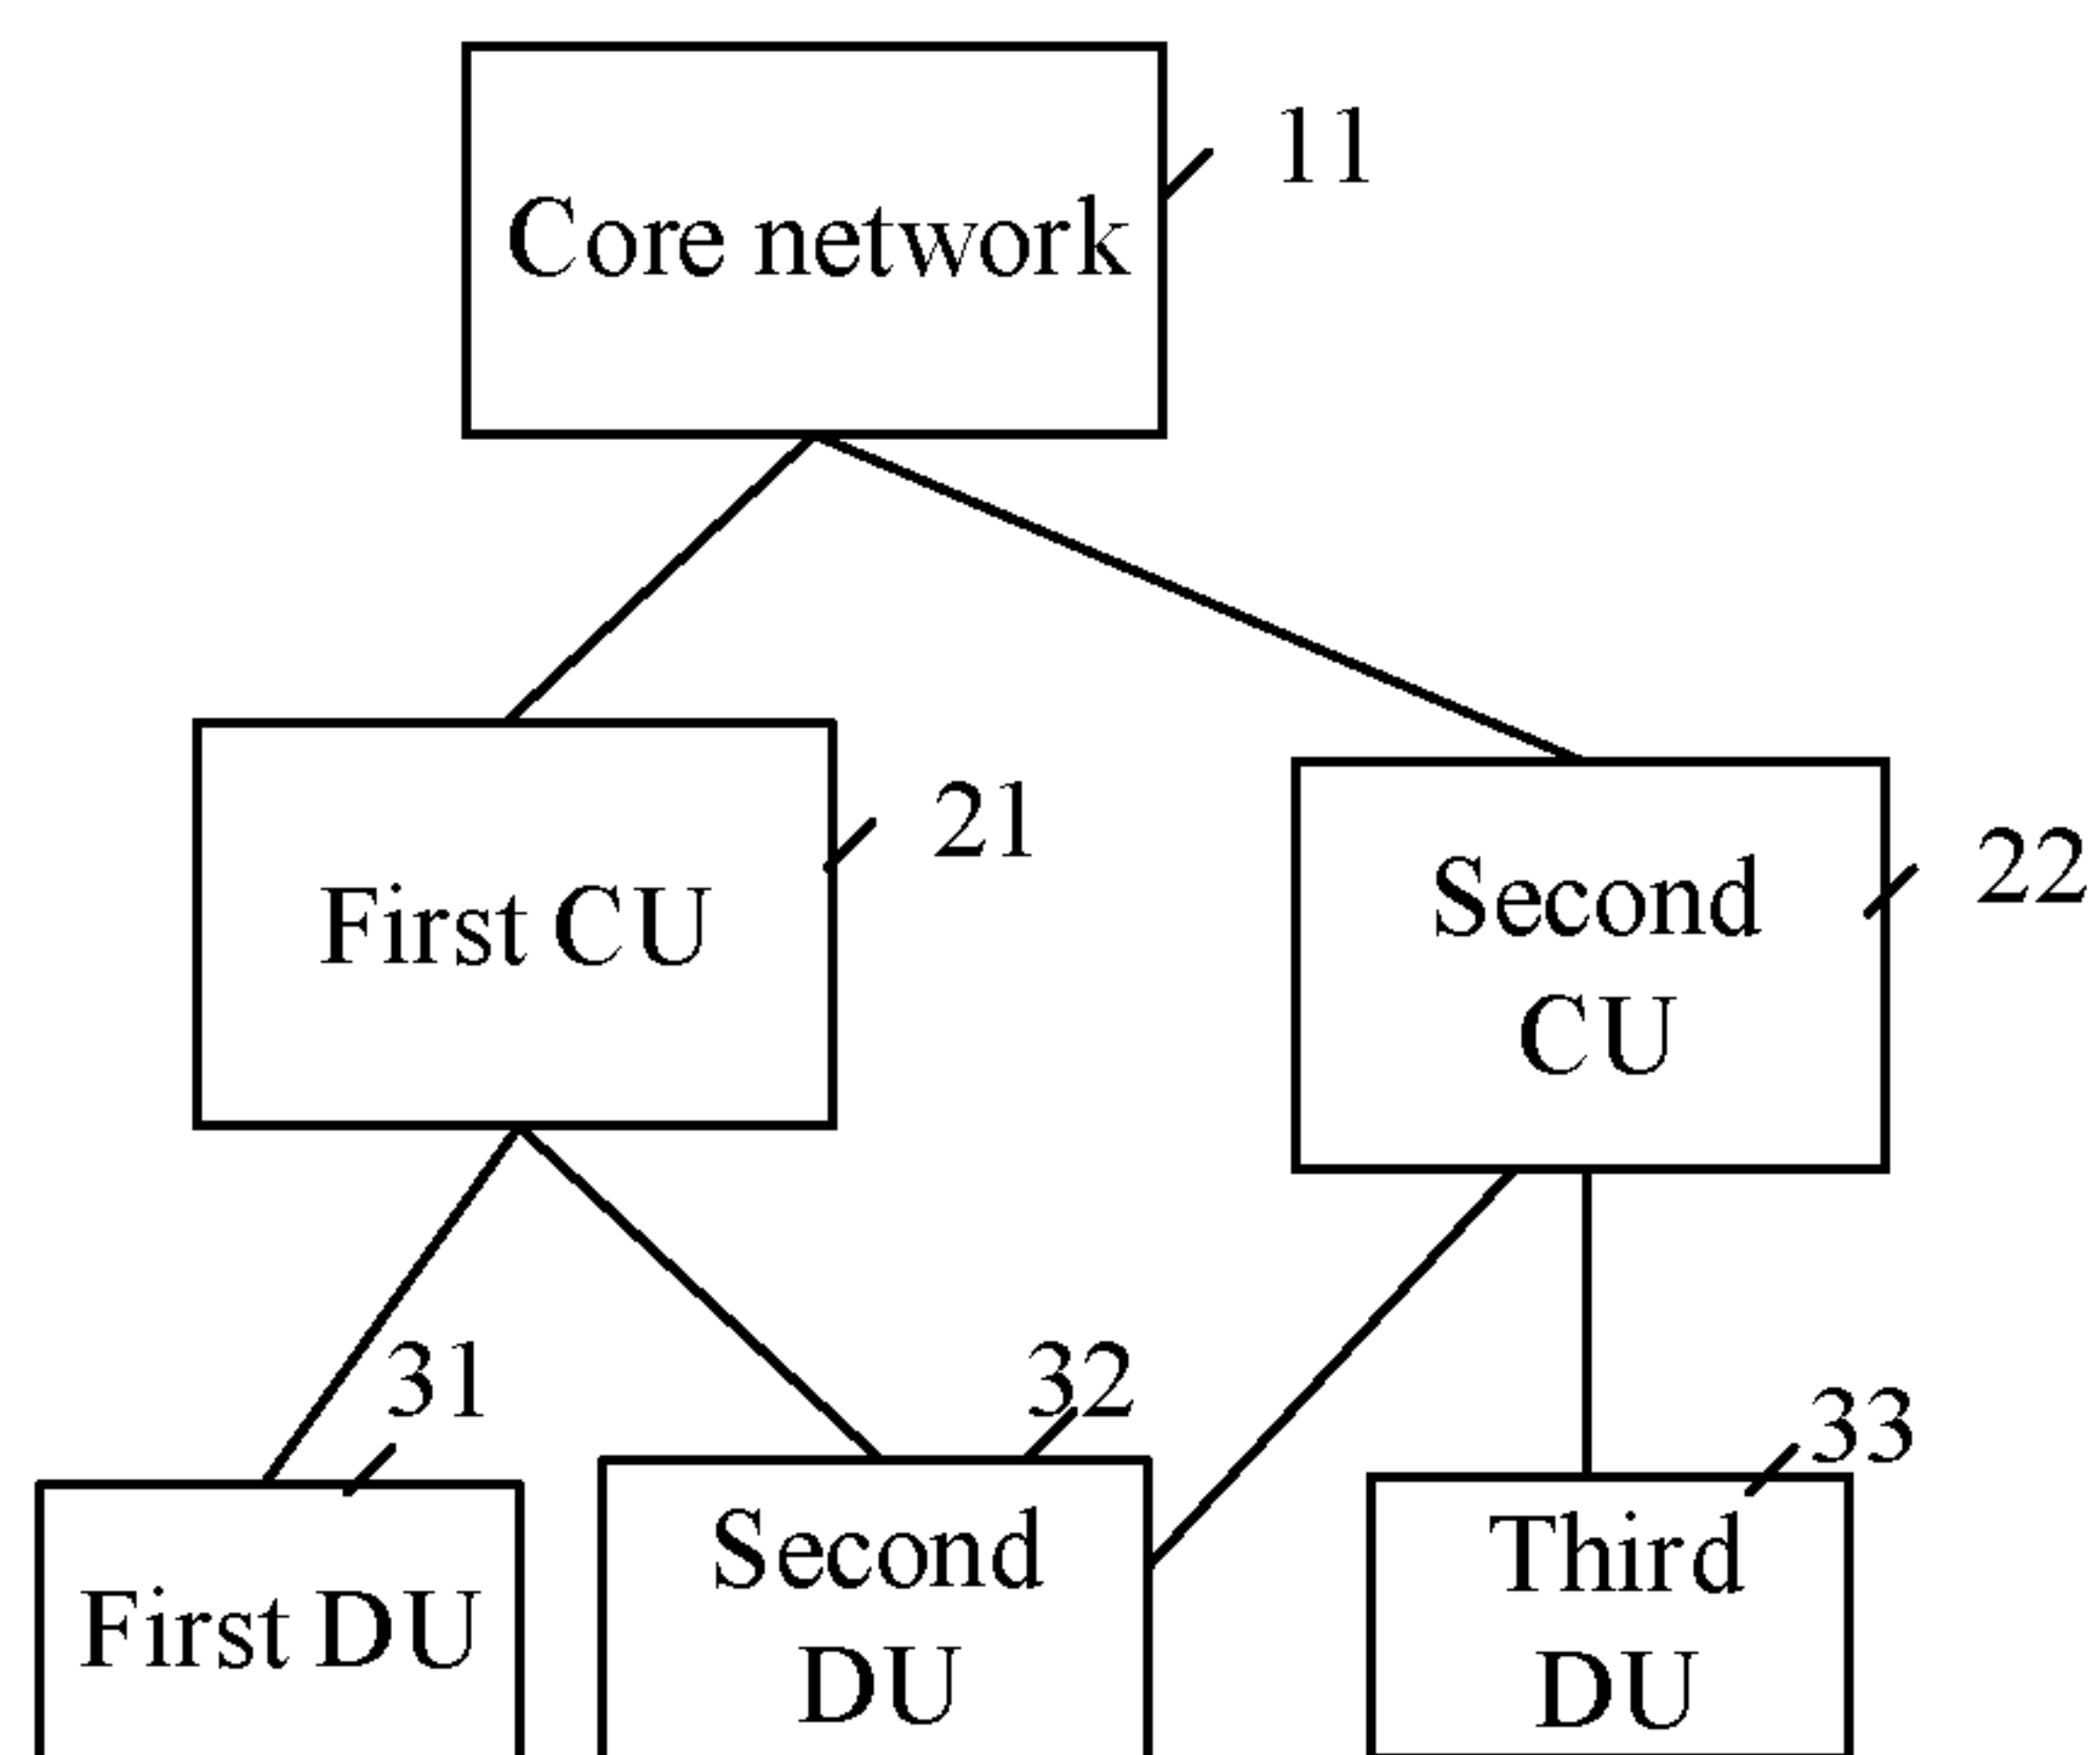 11
Core network
21
First CU
22
Second
CU
31
First DU
32
Second
DU
33
Third
DU